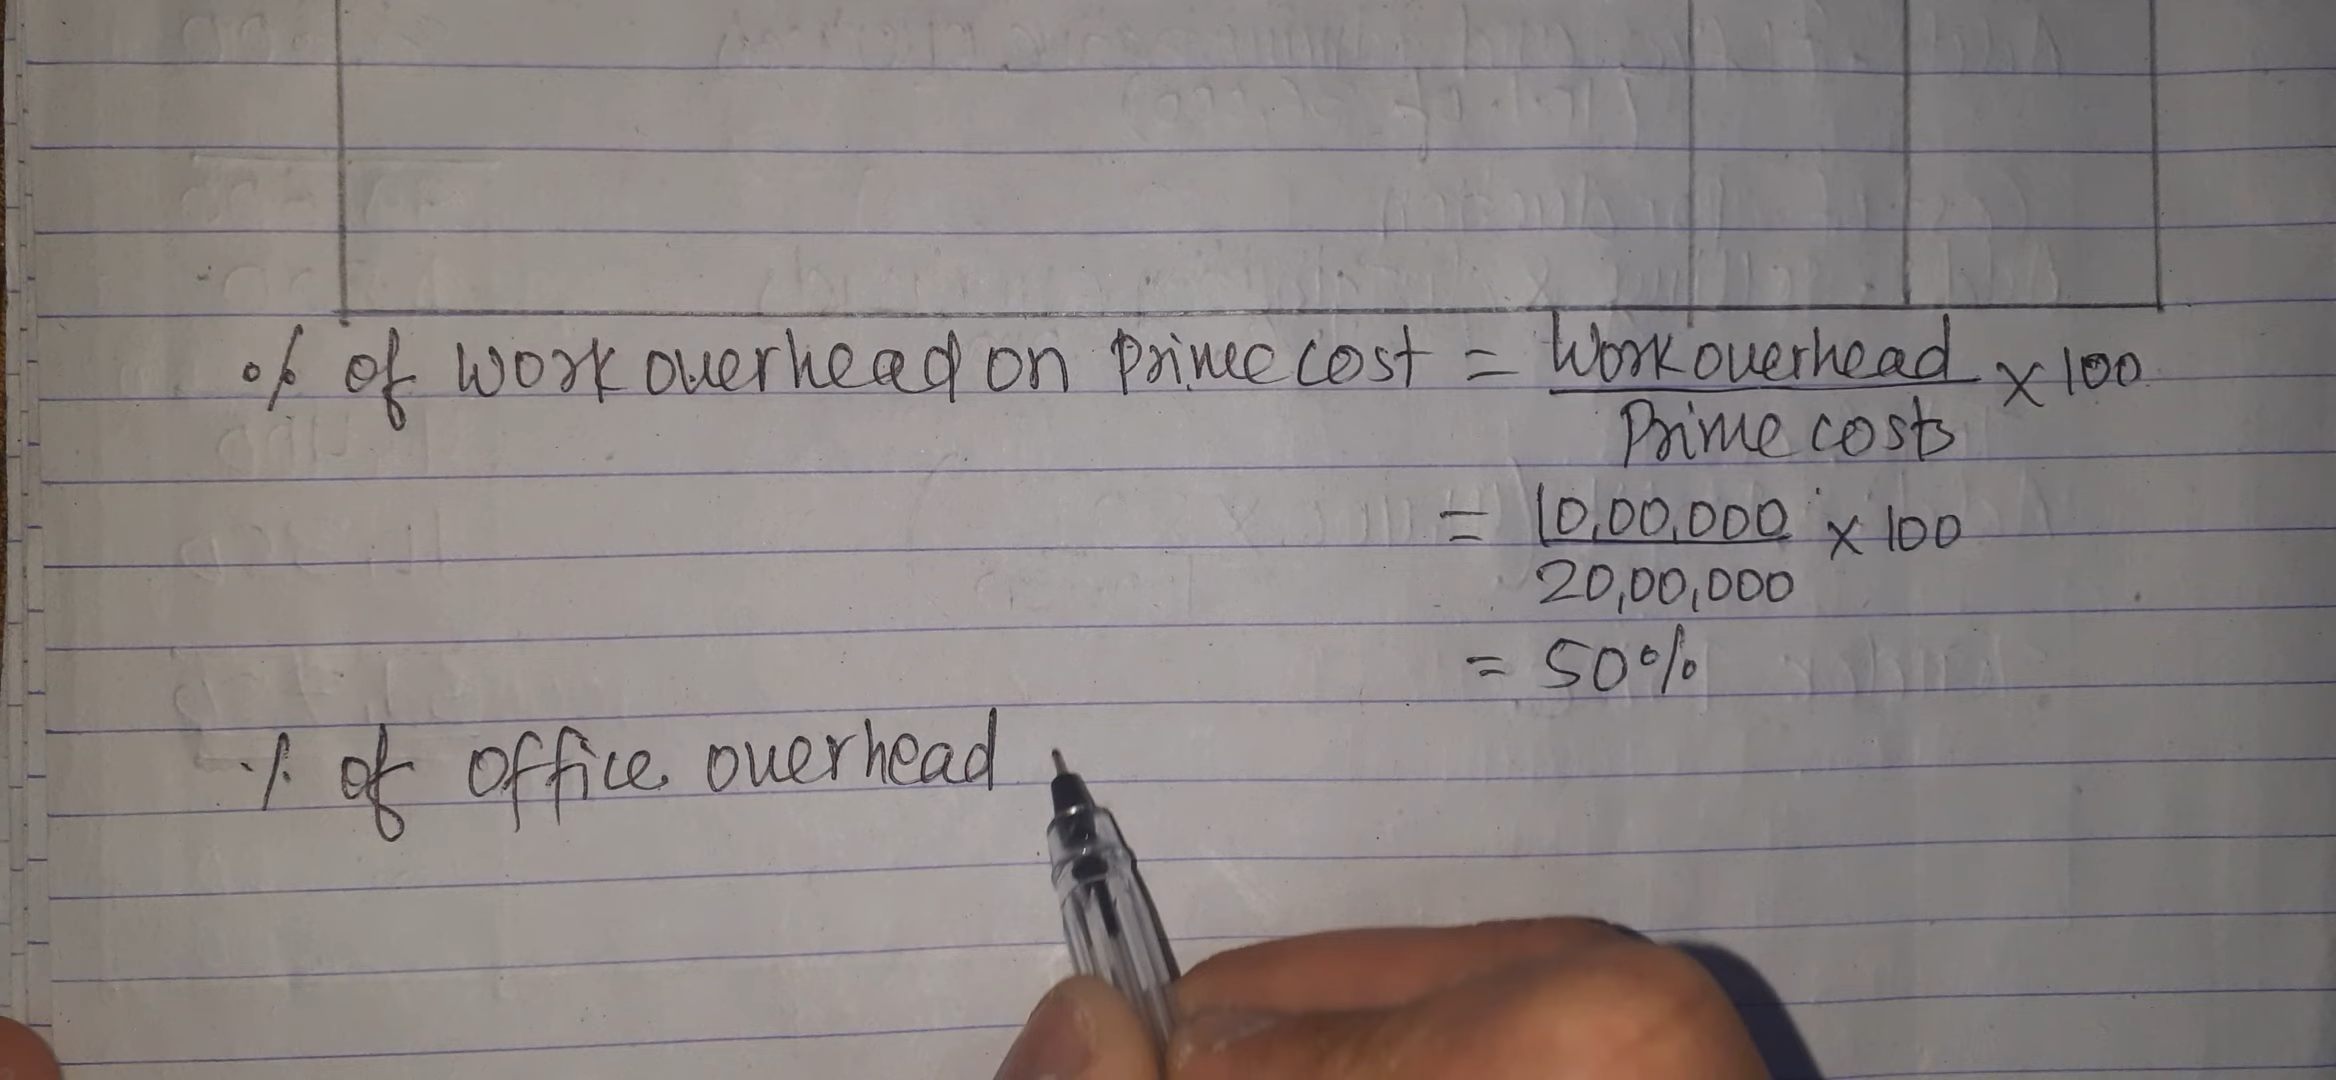 % of work overhead on Prime cost = Work overhead / Prime costs × 100
= 10,00,000 / 20,00,000 × 100
= 50%
% of office overhead